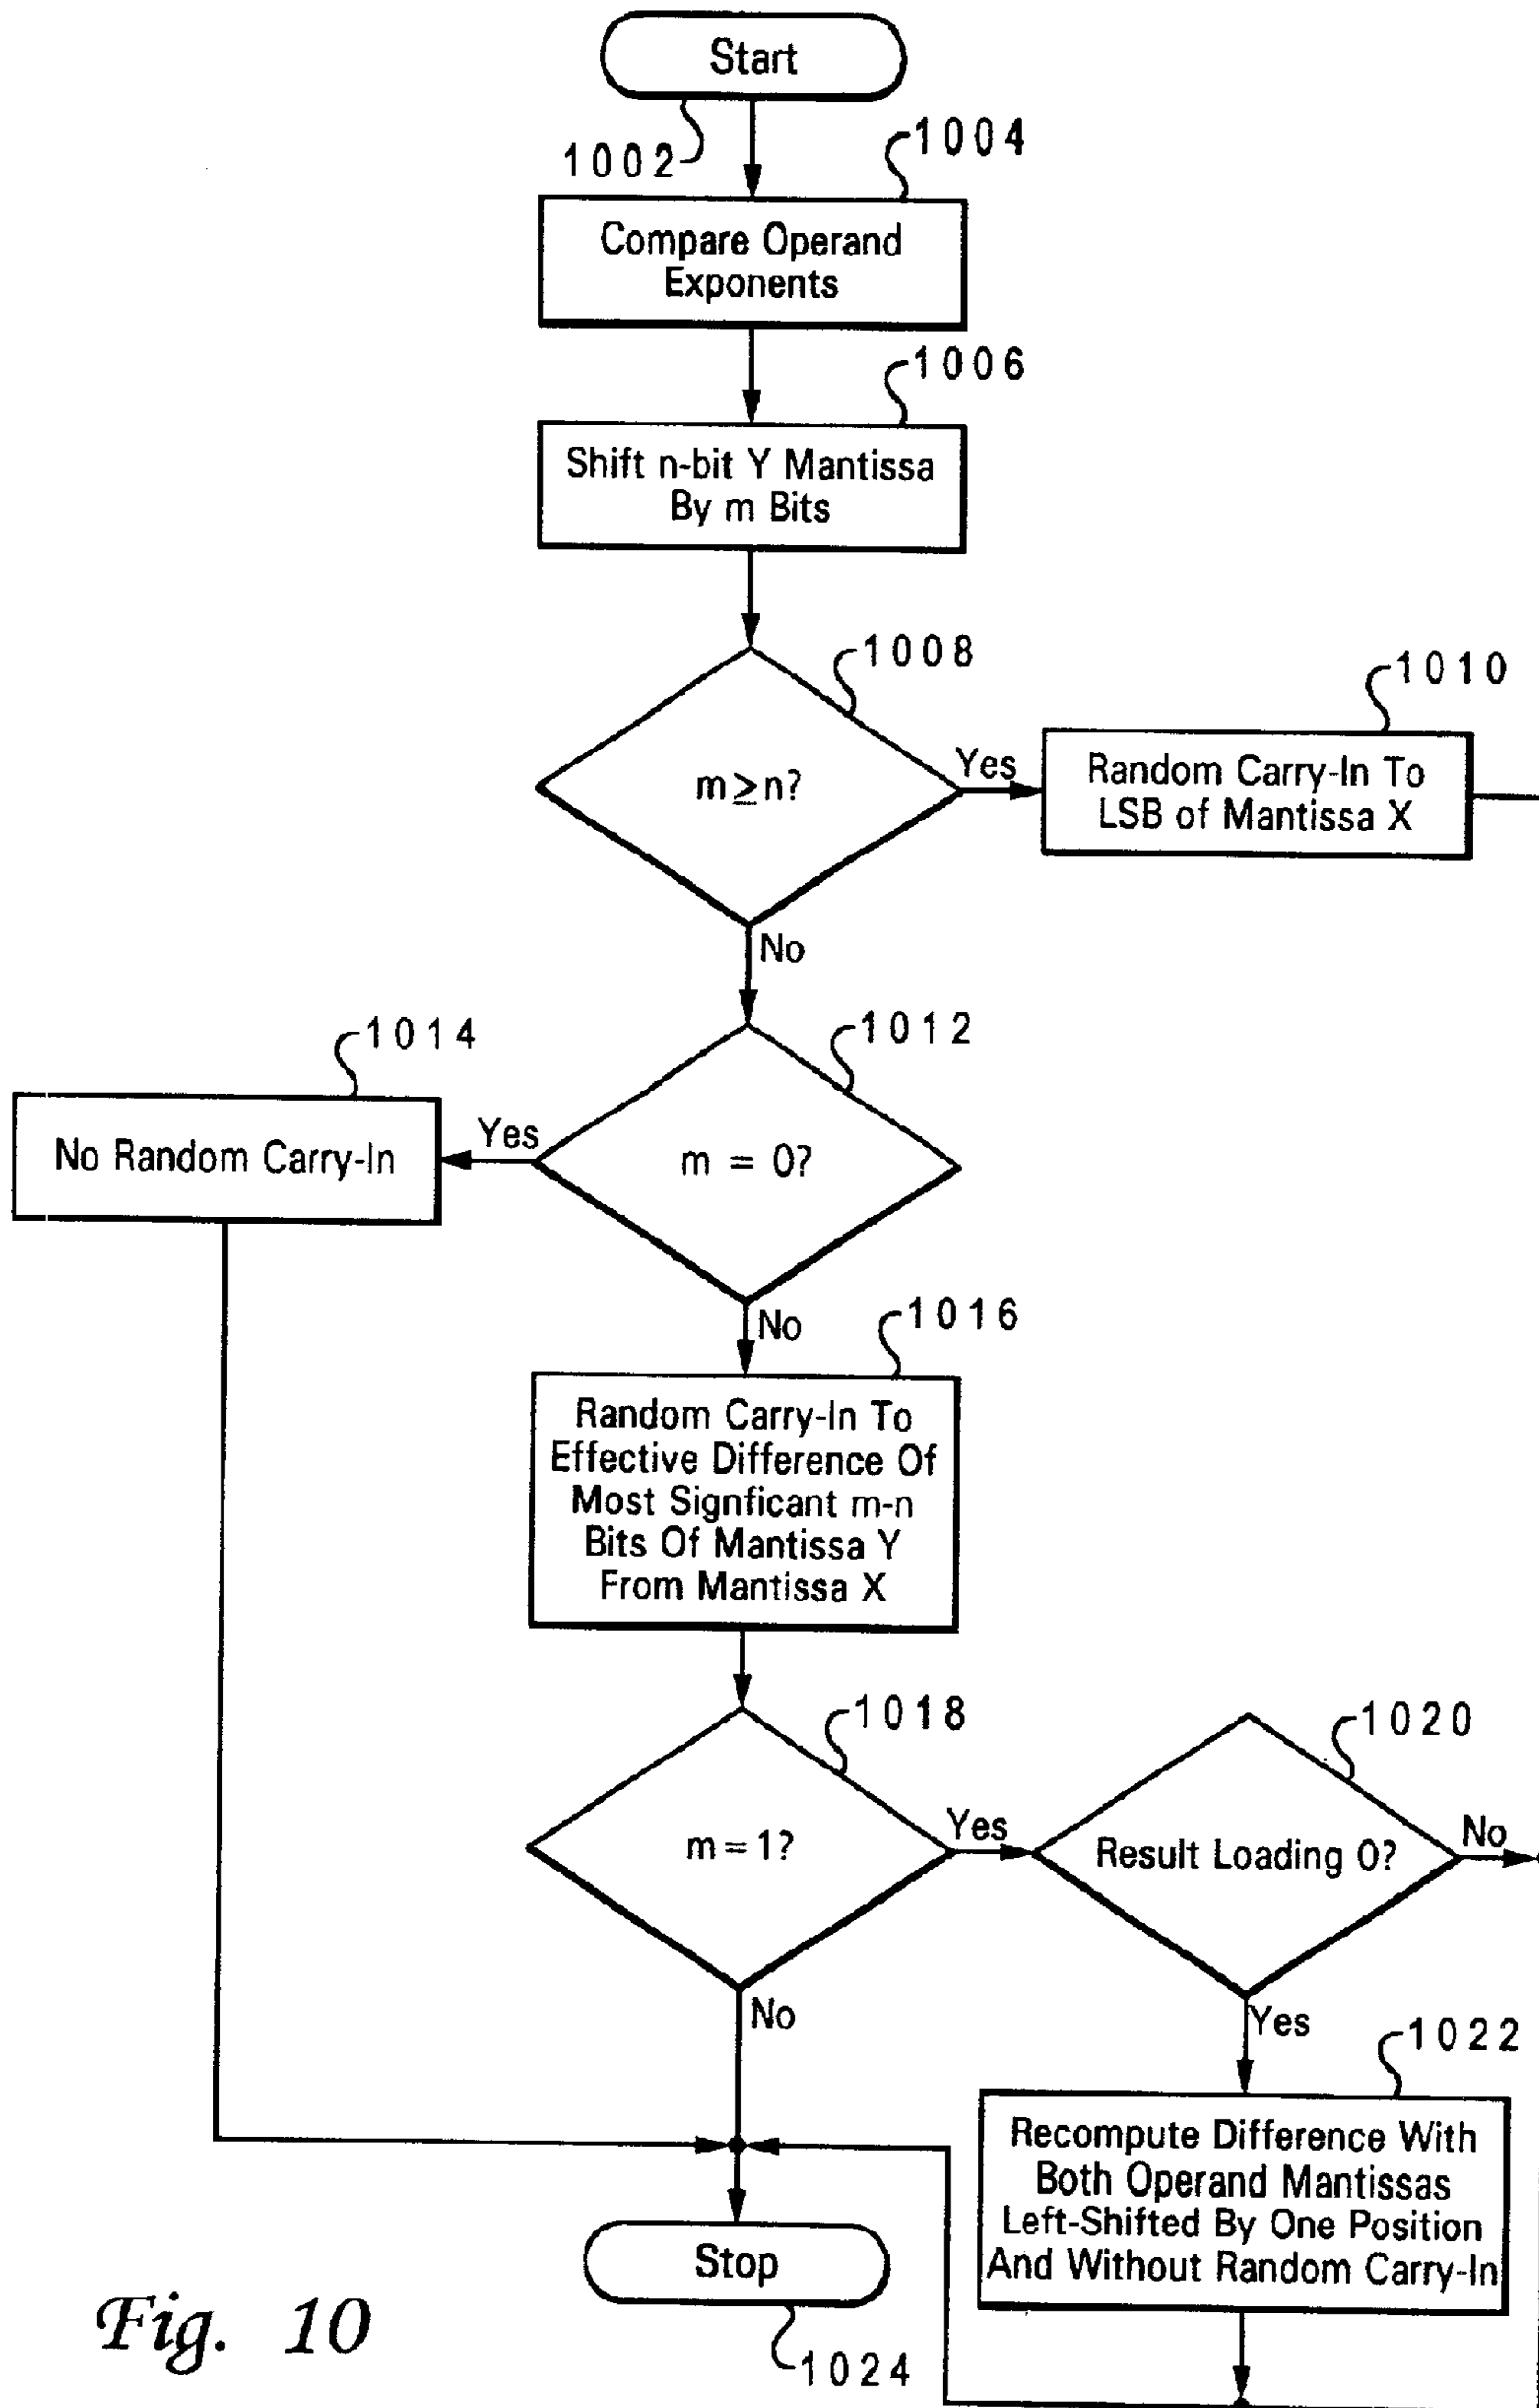 Start
1002
1004
Compare Operand
Exponents
1006
Shift n-bit Y Mantissa
By m Bits
1008
m≥n?
Yes
1010
Random Carry-In To
LSB of Mantissa X
No
1012
m = 0?
Yes
1014
No Random Carry-In
No
1016
Random Carry-In To
Effective Difference Of
Most Signficant m-n
Bits Of Mantissa Y
From Mantissa X
1018
m=1?
Yes
1020
Result Loading 0?
No
No
Yes
1022
Recompute Difference With
Both Operand Mantissas
Left-Shifted By One Position
And Without Random Carry-In
Stop
1024
Fig. 10